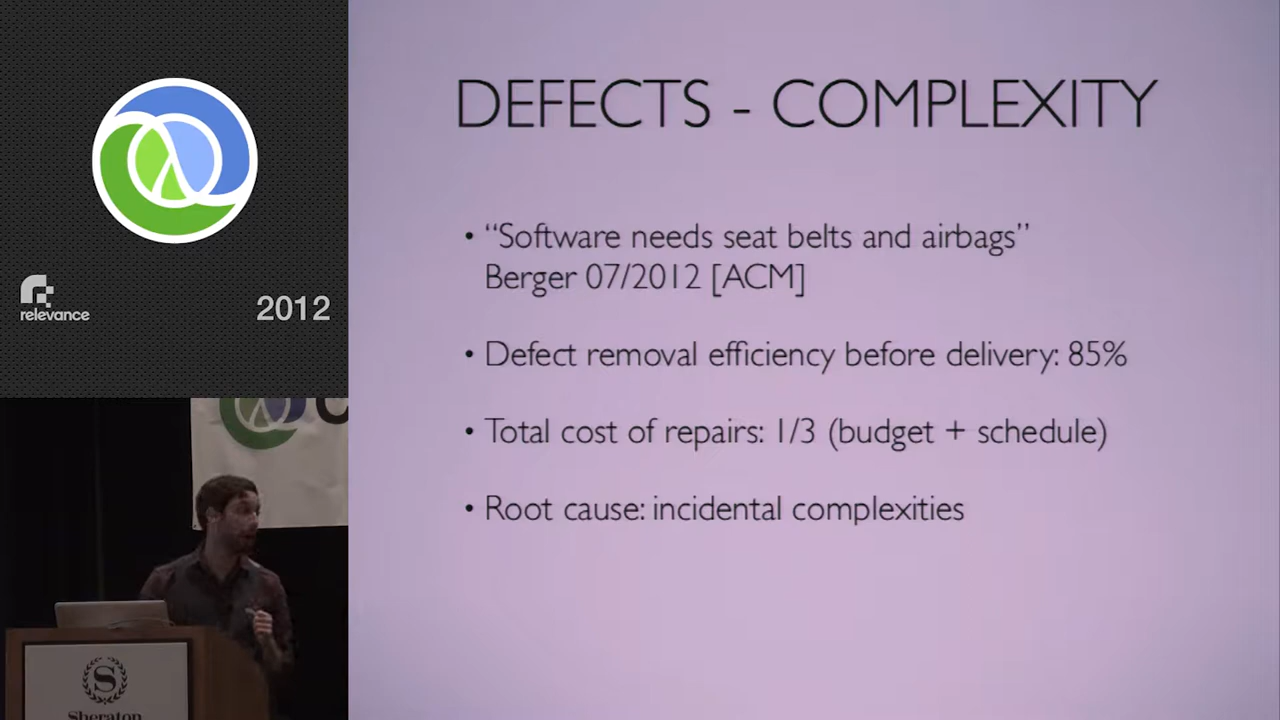 relevance
2012
DEFECTS - COMPLEXITY
• “Software needs seat belts and airbags”
Berger 07/2012 [ACM]
• Defect removal efficiency before delivery: 85%
• Total cost of repairs: 1/3 (budget + schedule)
• Root cause: incidental complexities
S
Sheraton